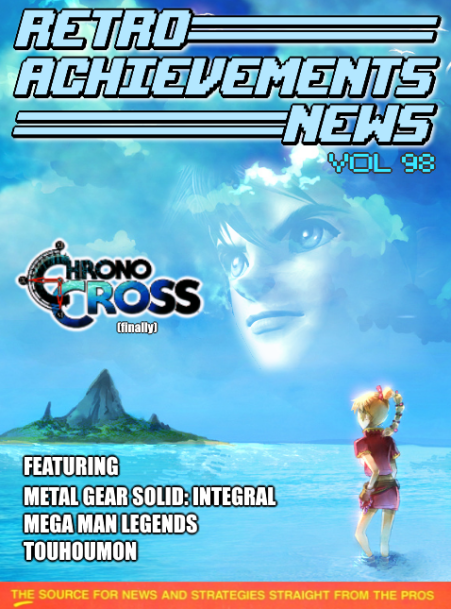 RETRO
ACHIEVEMENTS
NEWS
VOL 98
CHRONO
CROSS
(finally)
FEATURING
METAL GEAR SOLID: INTEGRAL
MEGA MAN LEGENDS
TOUHOUMON
THE SOURCE FOR NEWS AND STRATEGIES STRAIGHT FROM THE PROS